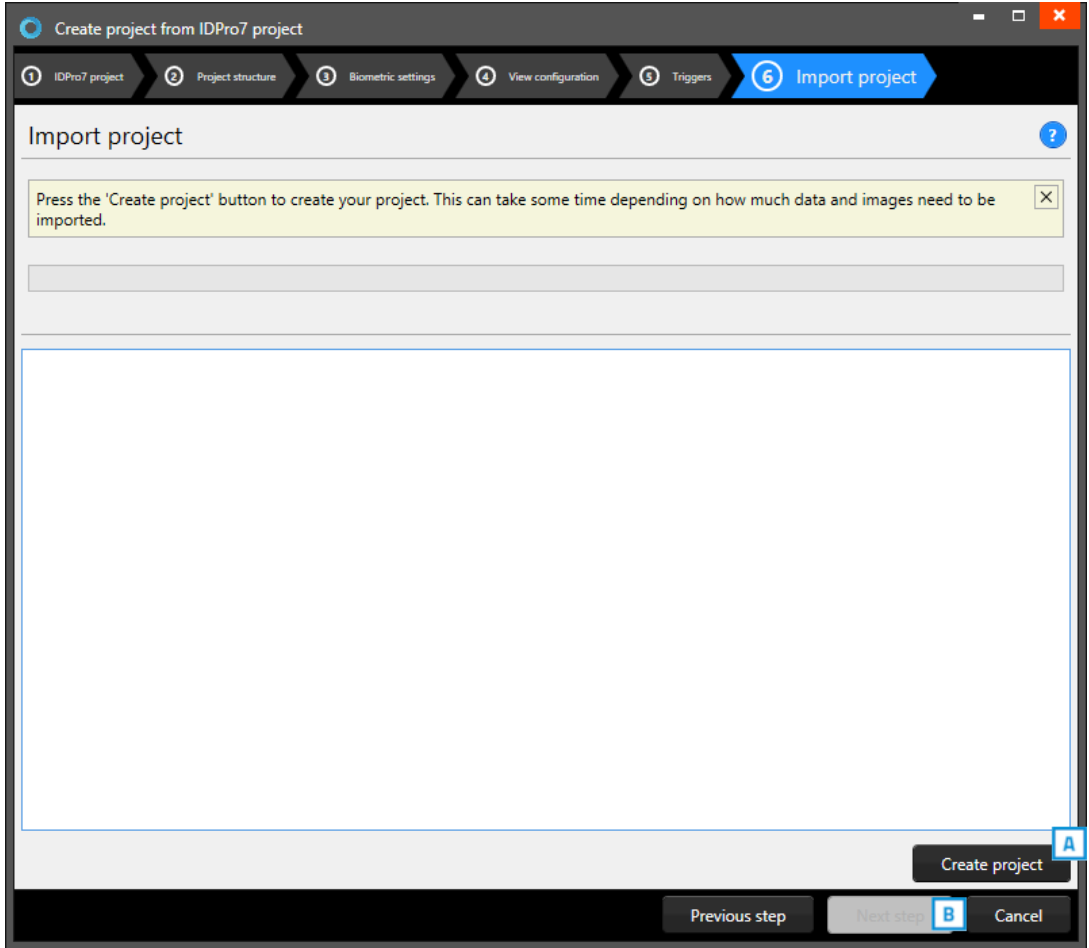 Create project from IDPro7 project
1 IDPro7 project 2 Project structure 3 Biometric settings 4 View configuration 5 Triggers 6 Import project
Import project
?
Press the 'Create project' button to create your project. This can take some time depending on how much data and images need to be
imported.
A
Create project
Previous step Next step B Cancel